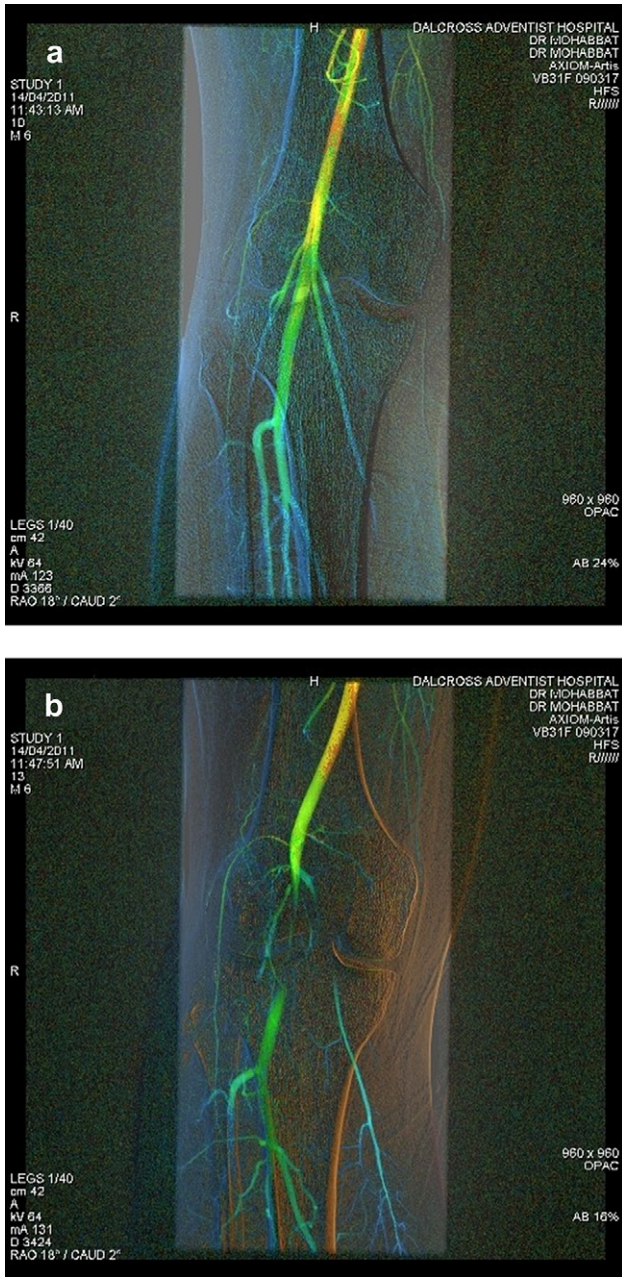 a
H
DALCROSS ADVENTIST HOSPITAL
DR MOHABBAT
DR MOHABBAT
AXIOM-Artis
VB31F 090317
HFS
R//////
STUDY 1
14/04/2011
11:43:13 AM
10
M 6
R
960 x 960
OPAC
AB 24%
LEGS 1/40
cm 42
A
kV 64
mA 123
D 3366
RAO 18° / CAUD 2°
b
H
DALCROSS ADVENTIST HOSPITAL
DR MOHABBAT
DR MOHABBAT
AXIOM-Artis
VB31F 090317
HFS
R//////
STUDY 1
14/04/2011
11:47:51 AM
13
M 6
R
960 x 960
OPAC
AB 16%
LEGS 1/40
cm 42
A
kV 64
mA 131
D 3424
RAO 18° / CAUD 2°